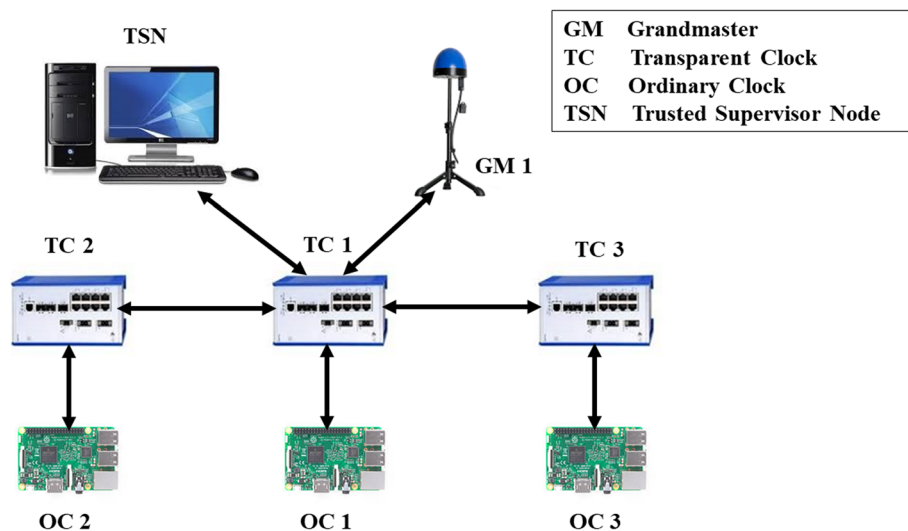 TSN
GM Grandmaster
TC Transparent Clock
OC Ordinary Clock
TSN Trusted Supervisor Node
GM 1
TC 2
TC 1
TC 3
OC 2
OC 1
OC 3